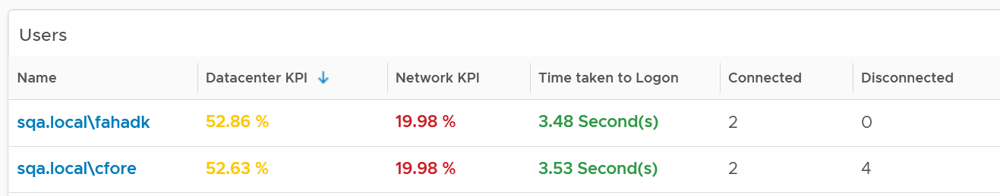 Users
Name Datacenter KPI Network KPI Time taken to Logon Connected Disconnected
sqa.local\fahadk 52.86 % 19.98 % 3.48 Second(s) 2 0
sqa.local\cfore 52.63 % 19.98 % 3.53 Second(s) 2 4